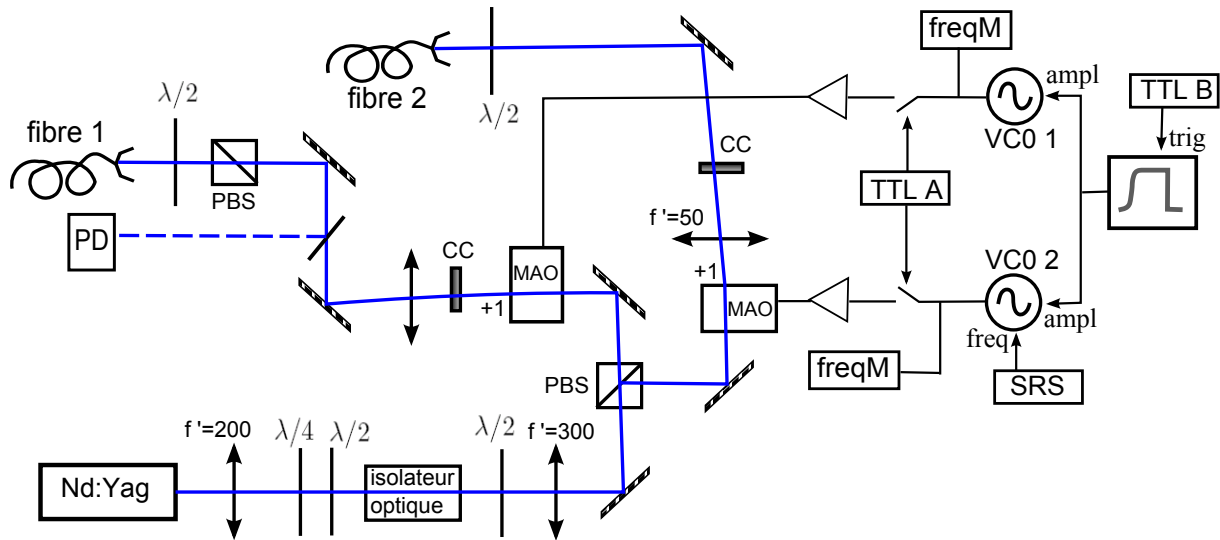 freqM
ampl
TTL B
fibre 2
λ/2
λ/2
VC0 1
trig
fibre 1
CC
PBS
TTL A
f '=50
PD
CC
VC0 2
MAO
+1
+1
MAO
ampl
freq
freqM
PBS
SRS
f '=200
λ/4
λ/2
λ/2
f '=300
Nd:Yag
isolateur
optique